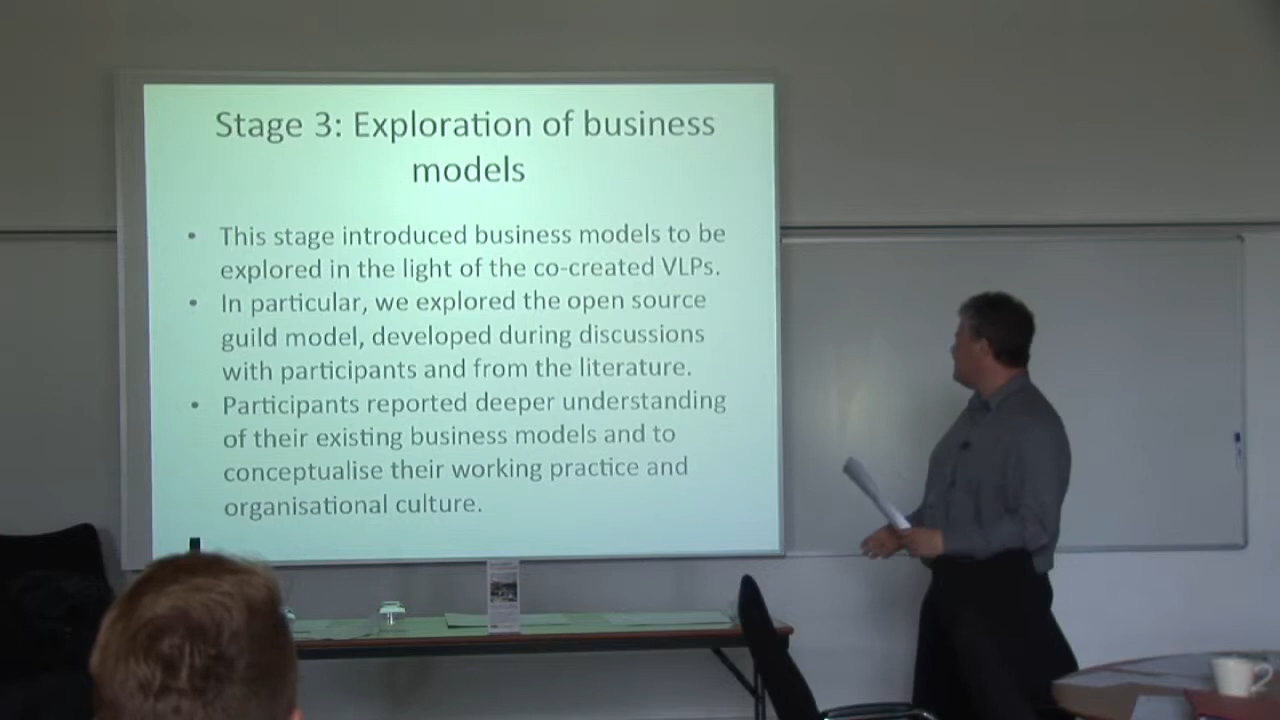 Stage 3: Exploration of business
models
• This stage introduced business models to be
explored in the light of the co-created VLPs.
• In particular, we explored the open source
guild model, developed during discussions
with participants and from the literature.
• Participants reported deeper understanding
of their existing business models and to
conceptualise their working practice and
organisational culture.